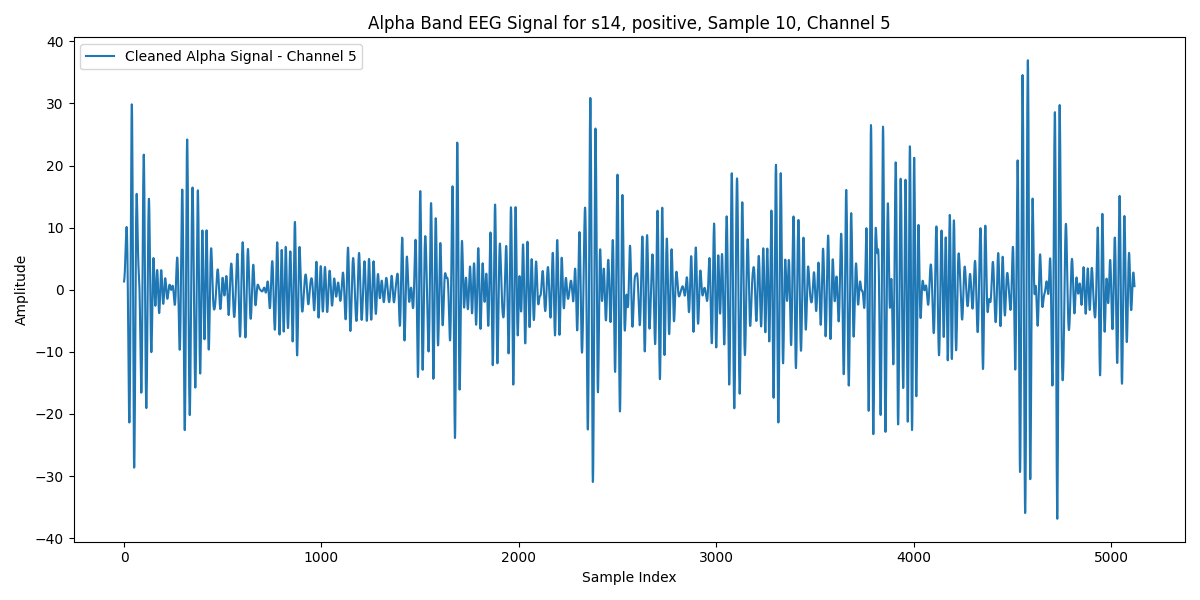 Alpha Band EEG Signal for s14, positive, Sample 10, Channel 5
Cleaned Alpha Signal - Channel 5
Amplitude
40
30
20
10
0
−10
−20
−30
−40
0 1000 2000 3000 4000 5000
Sample Index